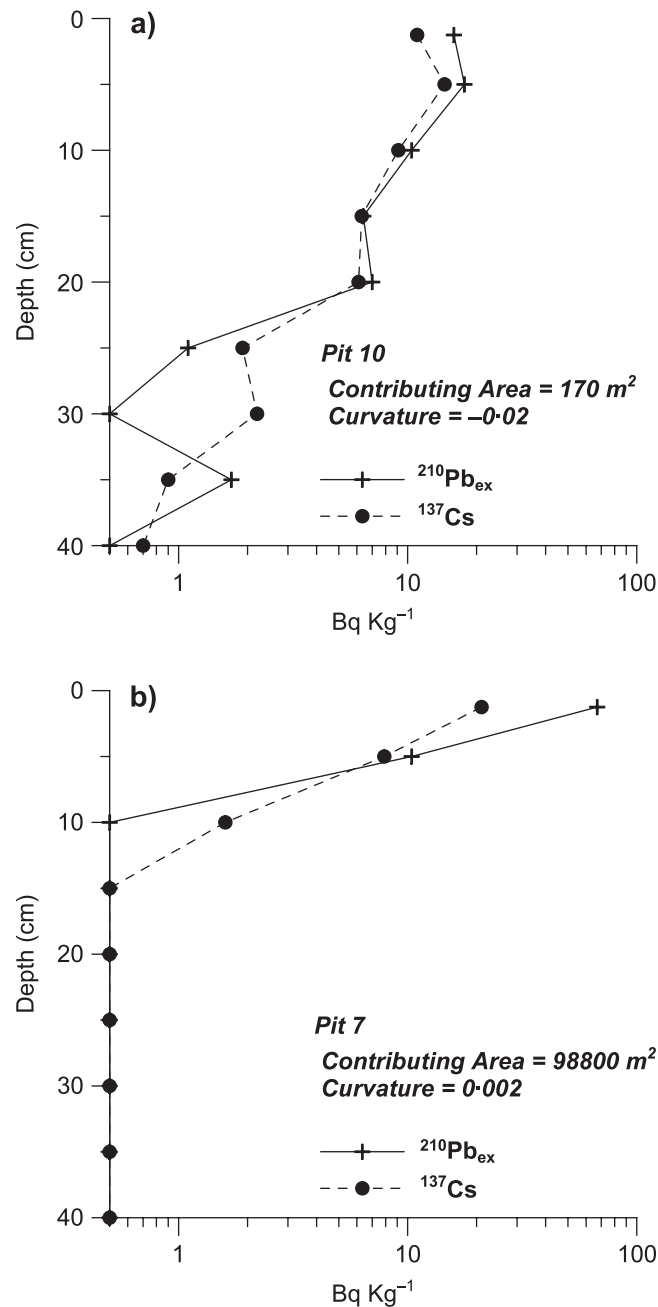 a)
0
10
20
30
40
Depth (cm)
Pit 10
Contributing Area = 170 m²
Curvature = –0·02
²¹⁰Pbₑₓ
¹³⁷Cs
1 10 100
Bq Kg⁻¹
b)
0
10
20
30
40
Depth (cm)
Pit 7
Contributing Area = 98800 m²
Curvature = 0·002
²¹⁰Pbₑₓ
¹³⁷Cs
1 10 100
Bq Kg⁻¹